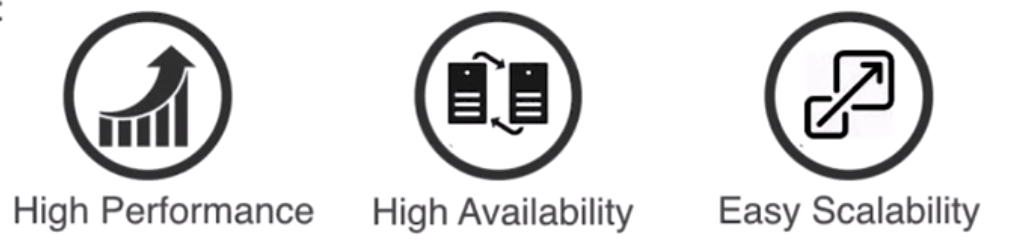 High Performance
High Availability
Easy Scalability